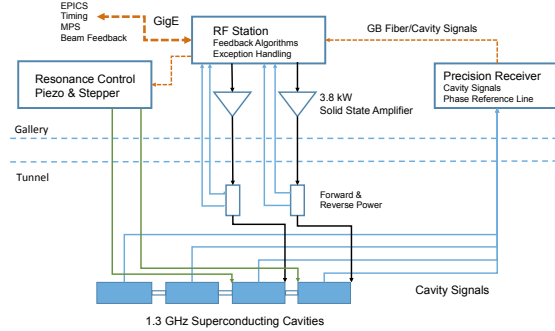 EPICS
Timing
MPS
Beam Feedback
GigE
RF Station
Feedback Algorithms
Exception Handling
GB Fiber/Cavity Signals
Resonance Control
Piezo & Stepper
3.8 kW
Solid State Amplifier
Precision Receiver
Cavity Signals
Phase Reference Line
Gallery
Tunnel
Forward &
Reverse Power
Cavity Signals
1.3 GHz Superconducting Cavities